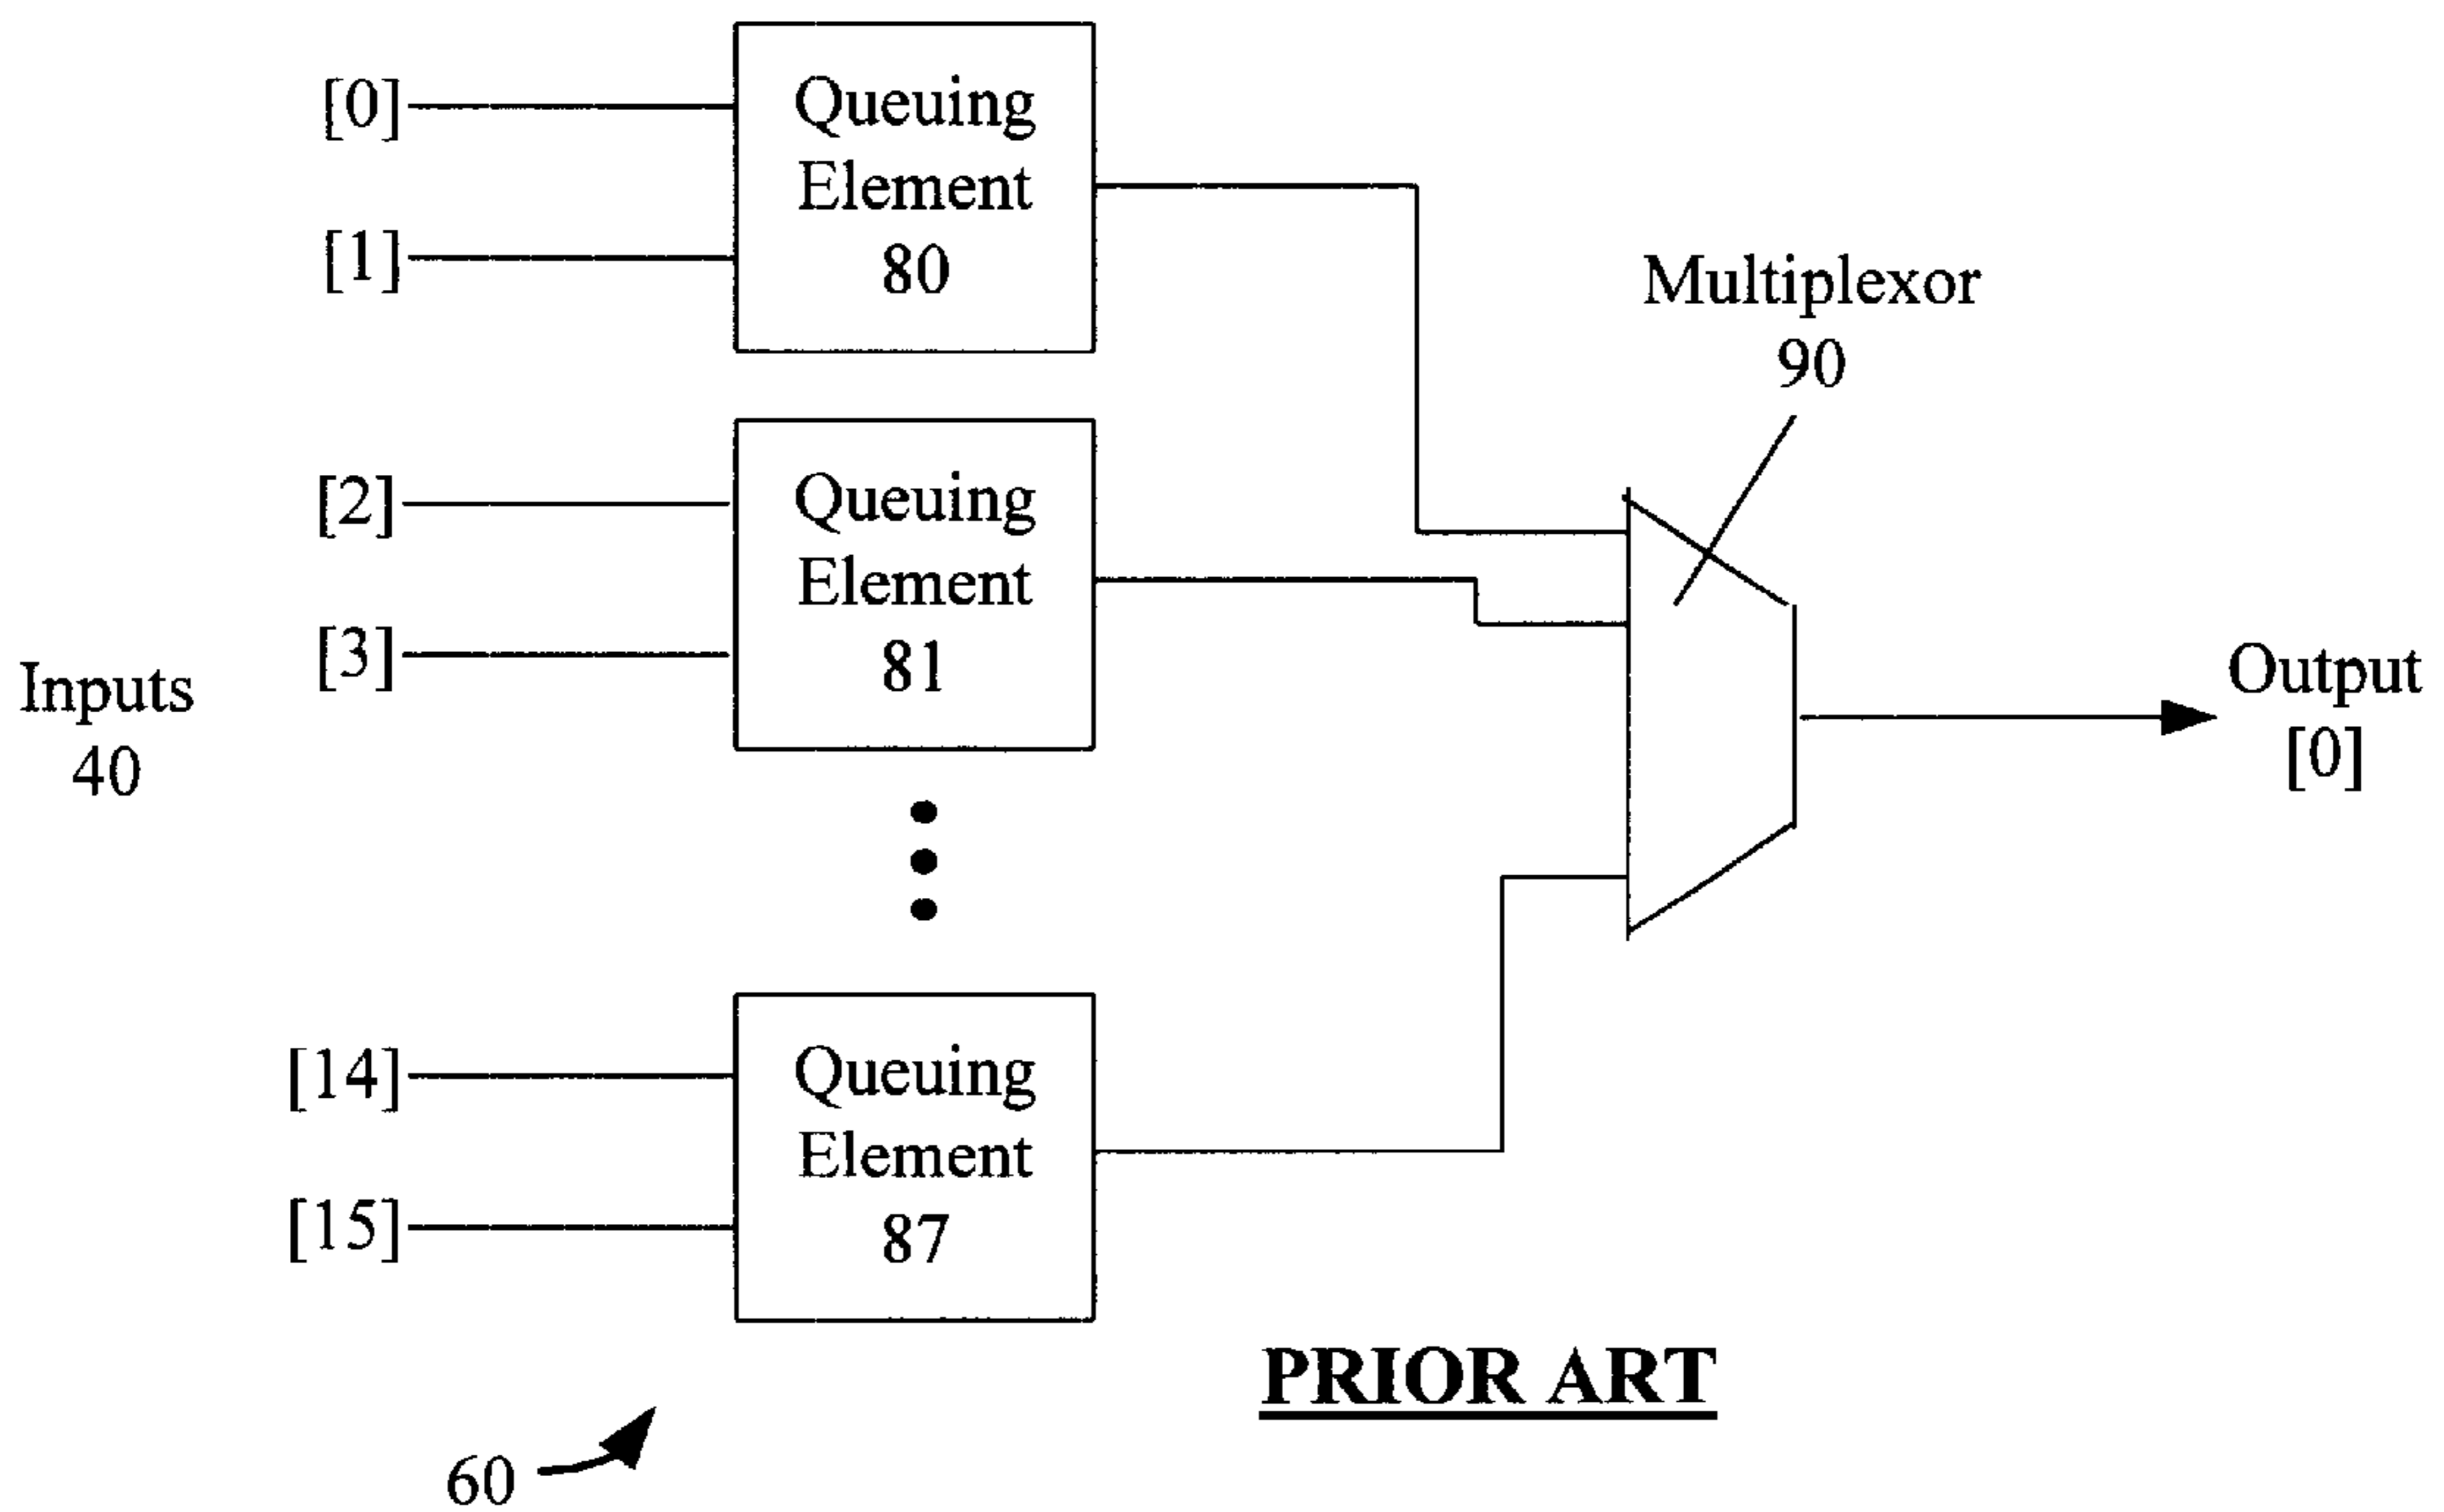 [0]
[1]
Queuing
Element
80
Multiplexor
90
[2]
[3]
Queuing
Element
81
Inputs
40
Output
[0]
[14]
[15]
Queuing
Element
87
PRIOR ART
60